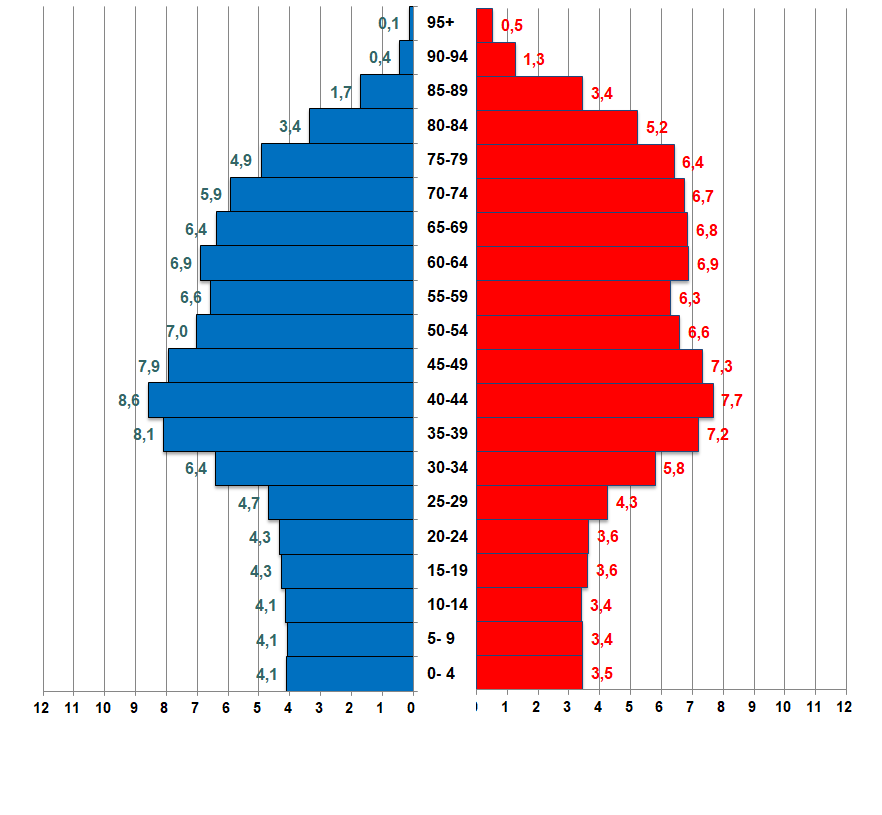 0,1 95+ 0,5
0,4 90-94 1,3
1,7 85-89 3,4
3,4 80-84 5,2
4,9 75-79 6,4
5,9 70-74 6,7
6,4 65-69 6,8
6,9 60-64 6,9
6,6 55-59 6,3
7,0 50-54 6,6
7,9 45-49 7,3
8,6 40-44 7,7
8,1 35-39 7,2
6,4 30-34 5,8
4,7 25-29 4,3
4,3 20-24 3,6
4,3 15-19 3,6
4,1 10-14 3,4
4,1 5- 9 3,4
4,1 0- 4 3,5
12 11 10 9 8 7 6 5 4 3 2 1 0 1 2 3 4 5 6 7 8 9 10 11 12